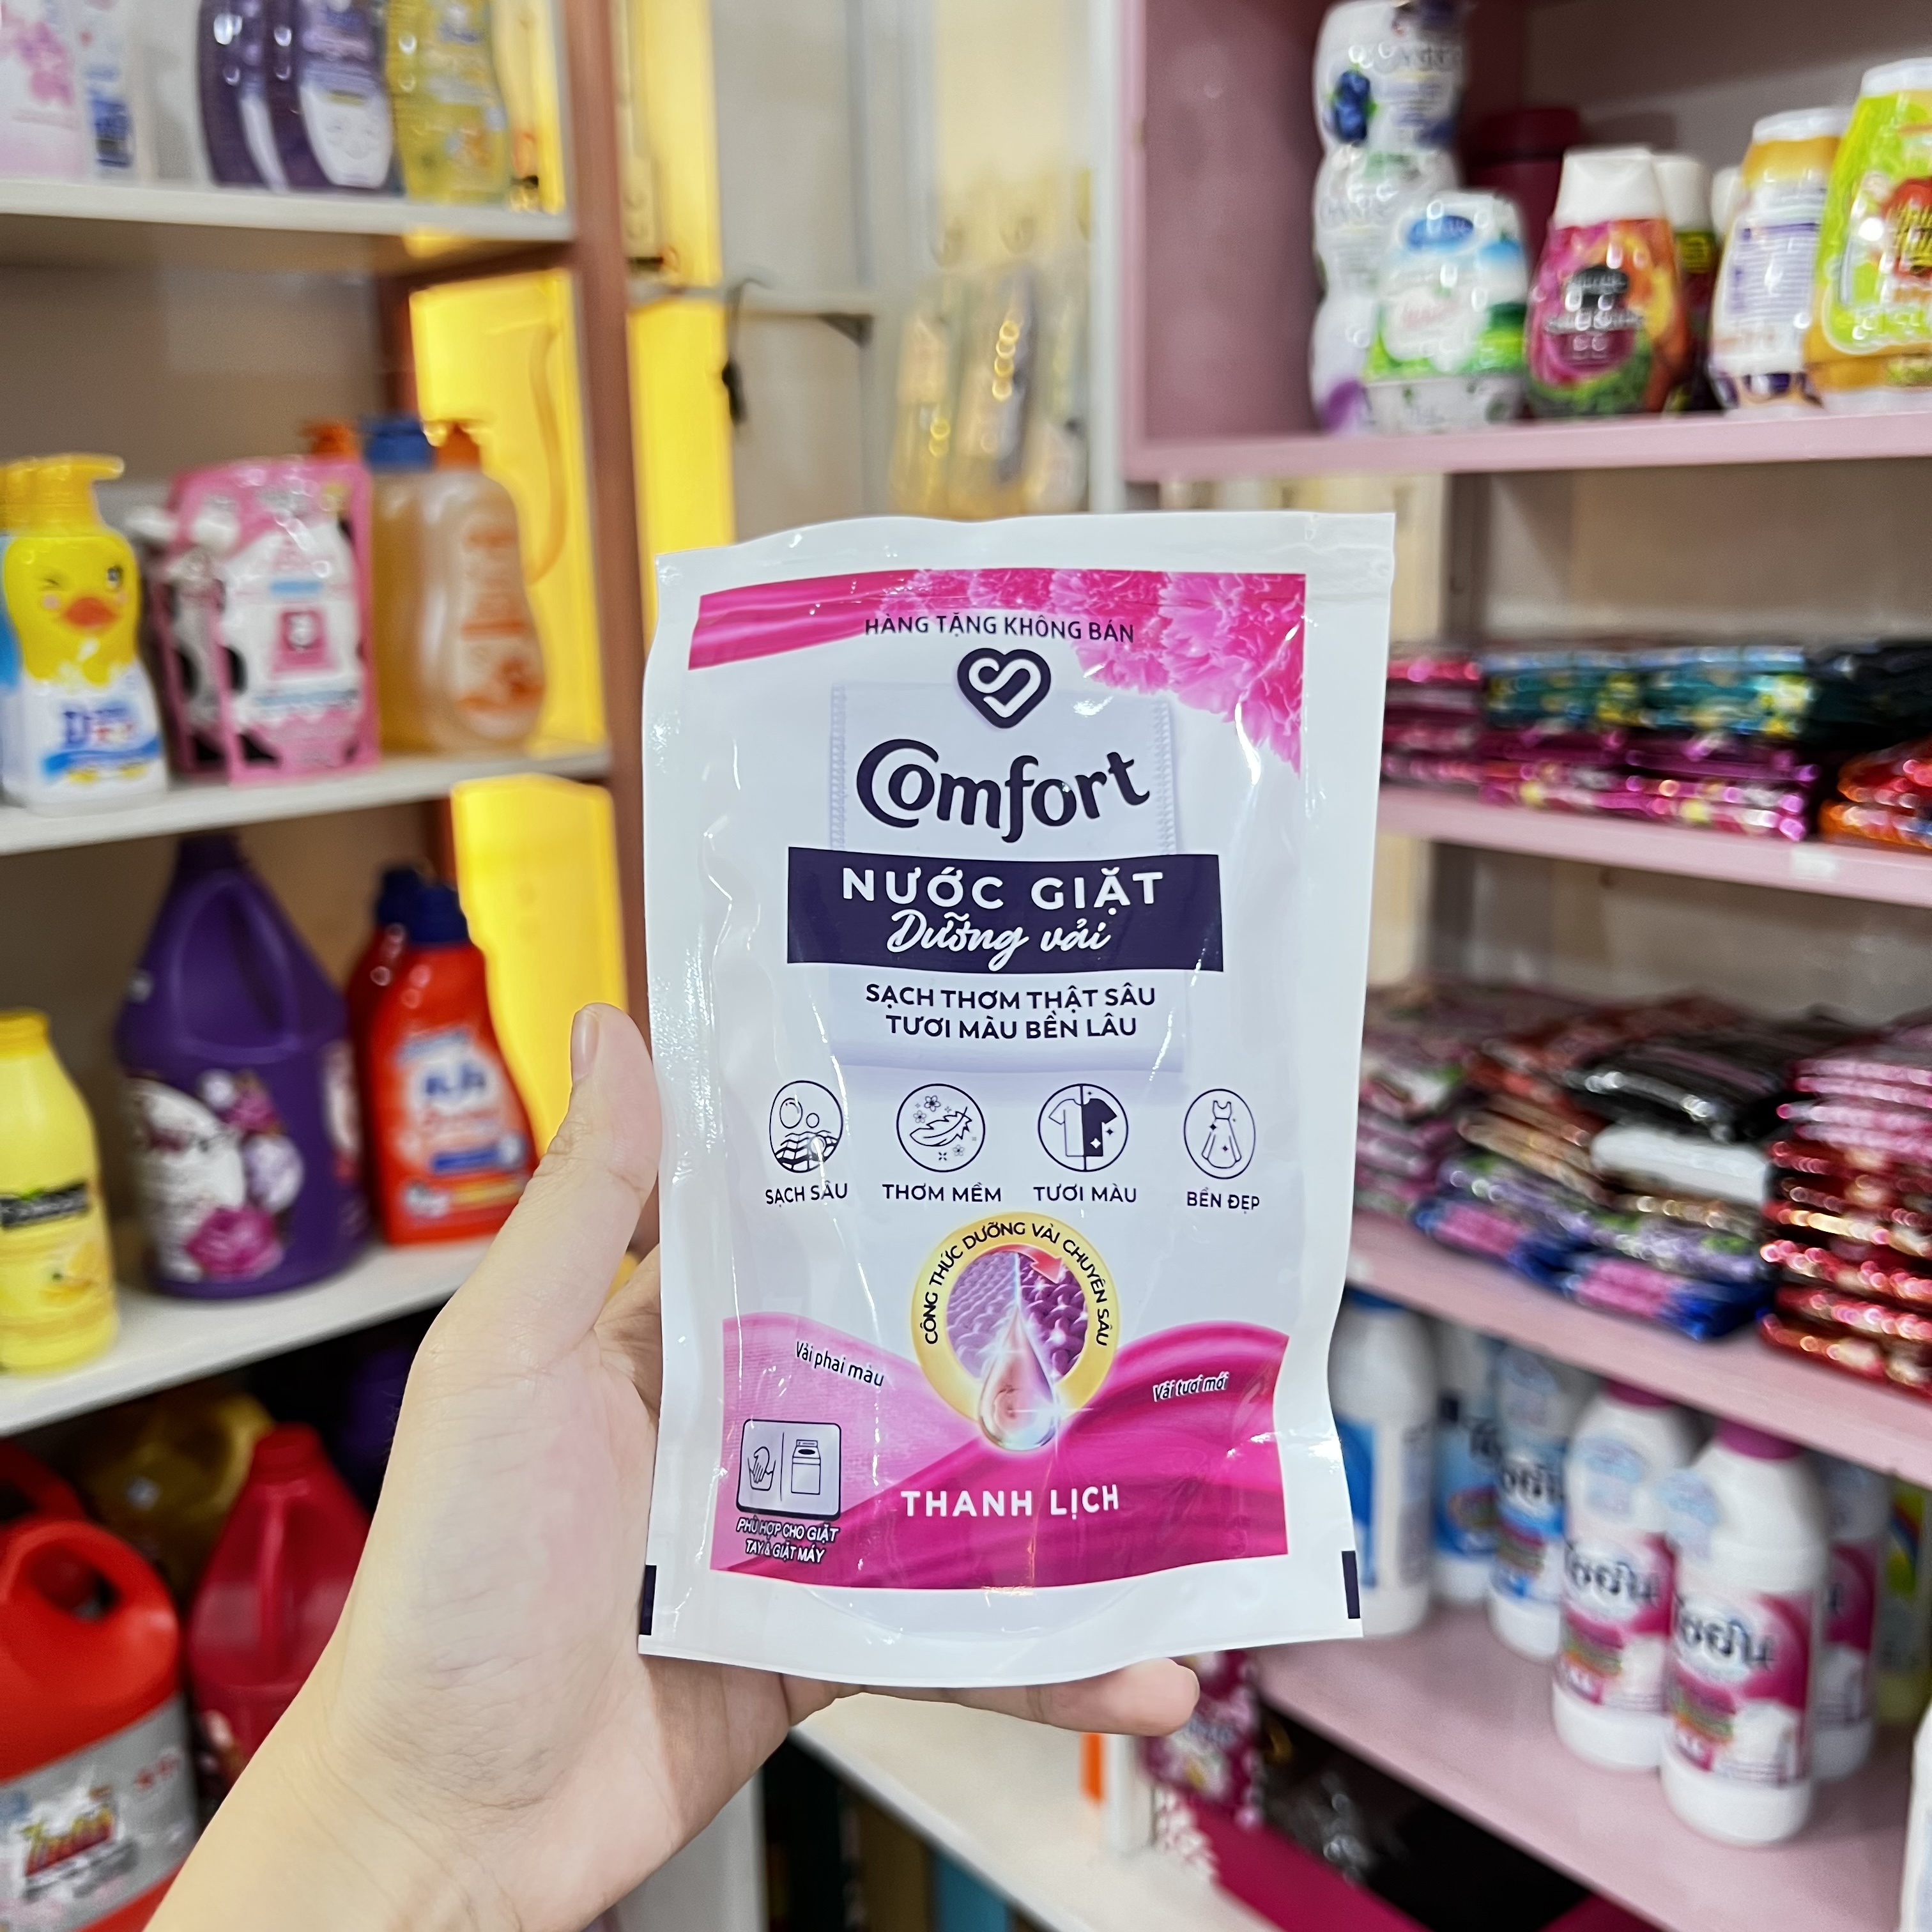 HÀNG TẶNG KHÔNG BÁN
Comfort
NƯỚC GIẶT
Dưỡng vải
SẠCH THƠM THẬT SÂU
TƯƠI MÀU BỀN LÂU
SẠCH SÂU
THƠM MỀM
TƯƠI MÀU
BỀN ĐẸP
CÔNG THỨC DƯỠNG VẢI CHUYÊN SÂU
Vải phai màu
Vải tươi mới
THANH LỊCH
PHÙ HỢP CHO GIẶT
TAY & GIẶT MÁY